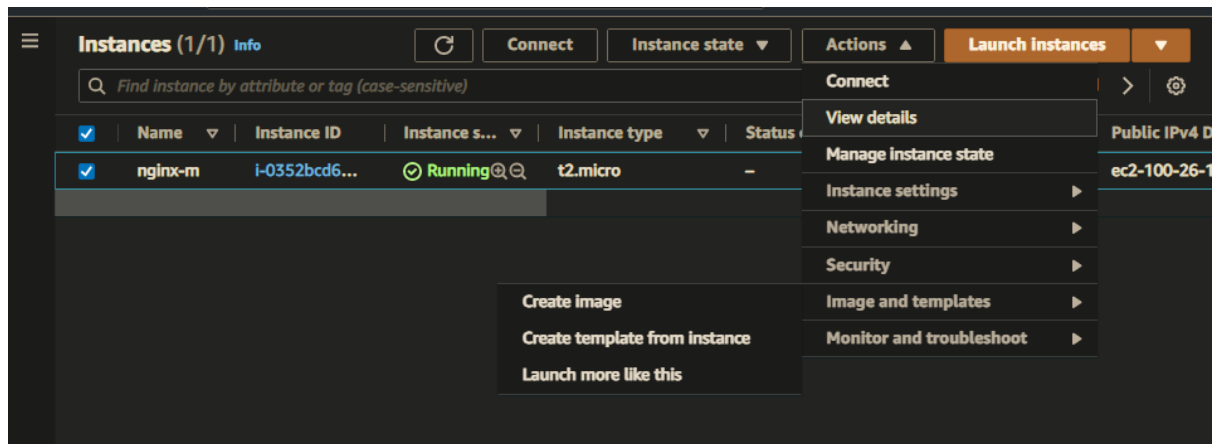 Instances (1/1) Info Connect Instance state Actions Launch instances
Find instance by attribute or tag (case-sensitive)
Name Instance ID Instance s... Instance type Status Public IPv4 D
nginx-m i-0352bcd6... Running t2.micro – ec2-100-26-1
Connect
View details
Manage instance state
Instance settings
Networking
Security
Image and templates
Monitor and troubleshoot
Create image
Create template from instance
Launch more like this